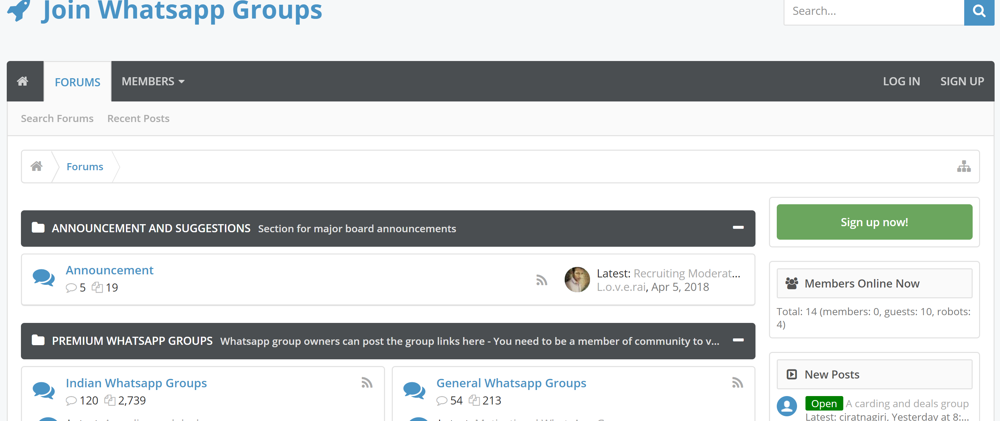 Join Whatsapp Groups
Search...
FORUMS
MEMBERS
LOG IN
SIGN UP
Search Forums
Recent Posts
Forums
ANNOUNCEMENT AND SUGGESTIONS Section for major board announcements
Announcement
5 19
Latest: Recruiting Moderat...
L.o.v.e.rai, Apr 5, 2018
PREMIUM WHATSAPP GROUPS Whatsapp group owners can post the group links here - You need to be a member of community to v...
Indian Whatsapp Groups
120 2,739
General Whatsapp Groups
54 213
Sign up now!
Members Online Now
Total: 14 (members: 0, guests: 10, robots:
4)
New Posts
Open A carding and deals group
Latest: cjratnagiri, Yesterday at 8:...